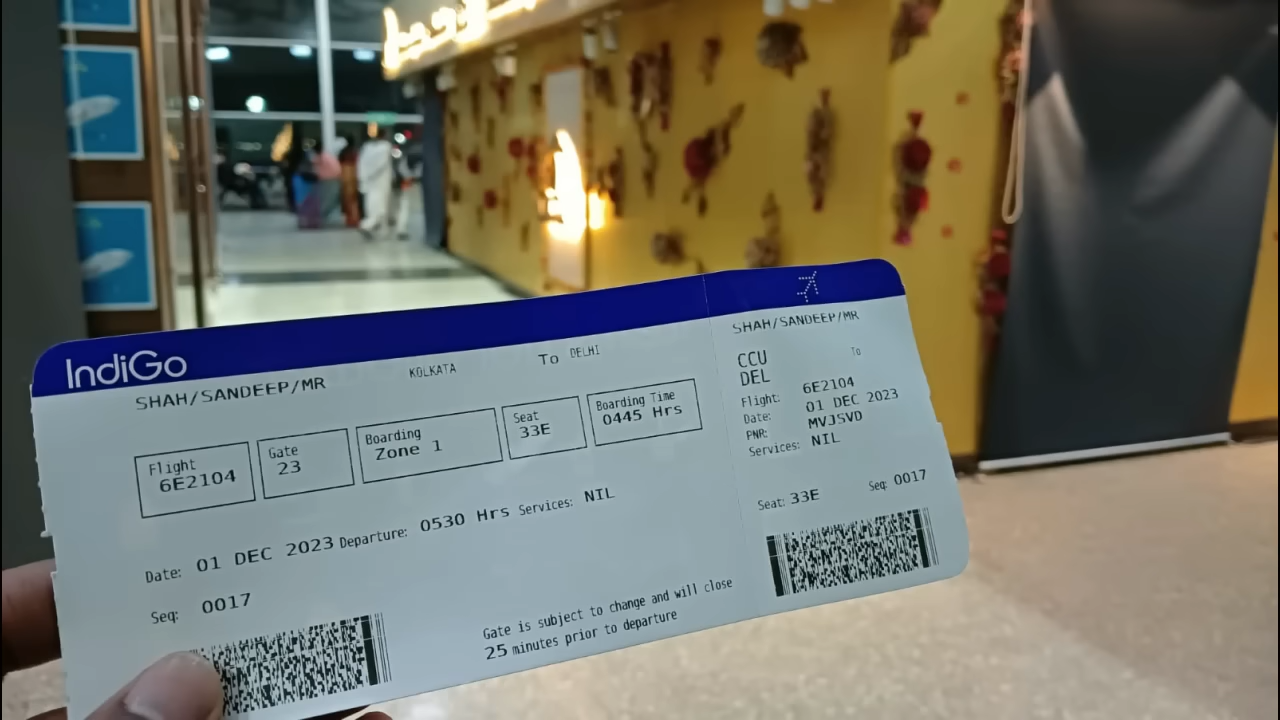 IndiGo
SHAH/SANDEEP/MR
KOLKATA To DELHI
Flight 6E2104
Gate 23
Boarding Zone 1
Seat 33E
Boarding Time 0445 Hrs
Date: 01 DEC 2023 Departure: 0530 Hrs Services: NIL
Seq: 0017
Gate is subject to change and will close
25 minutes prior to departure
SHAH/SANDEEP/MR
CCU To
DEL
Flight: 6E2104
Date: 01 DEC 2023
PNR: MVJSVD
Services: NIL
Seat: 33E Seq: 0017